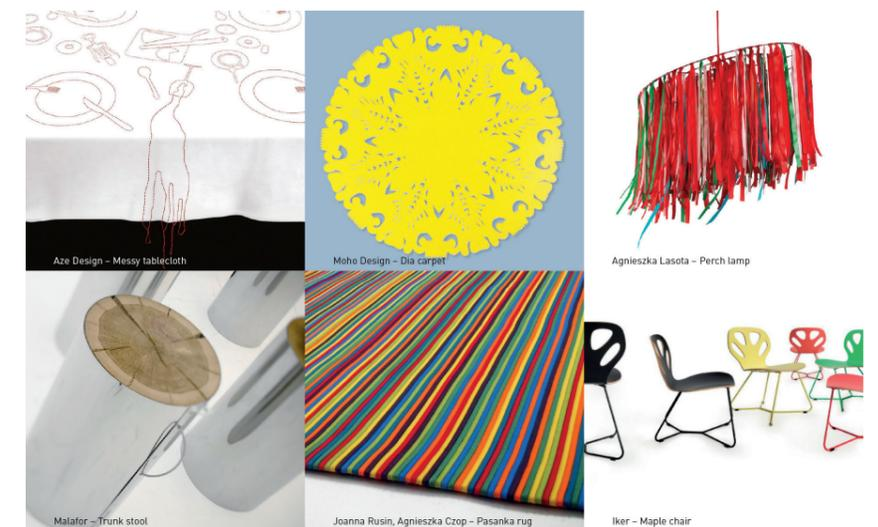 Aze Design – Messy tablecloth
Moho Design – Dia carpet
Agnieszka Lasota – Perch lamp
Malafor – Trunk stool
Joanna Rusin, Agnieszka Czop – Pasanka rug
Iker – Maple chair